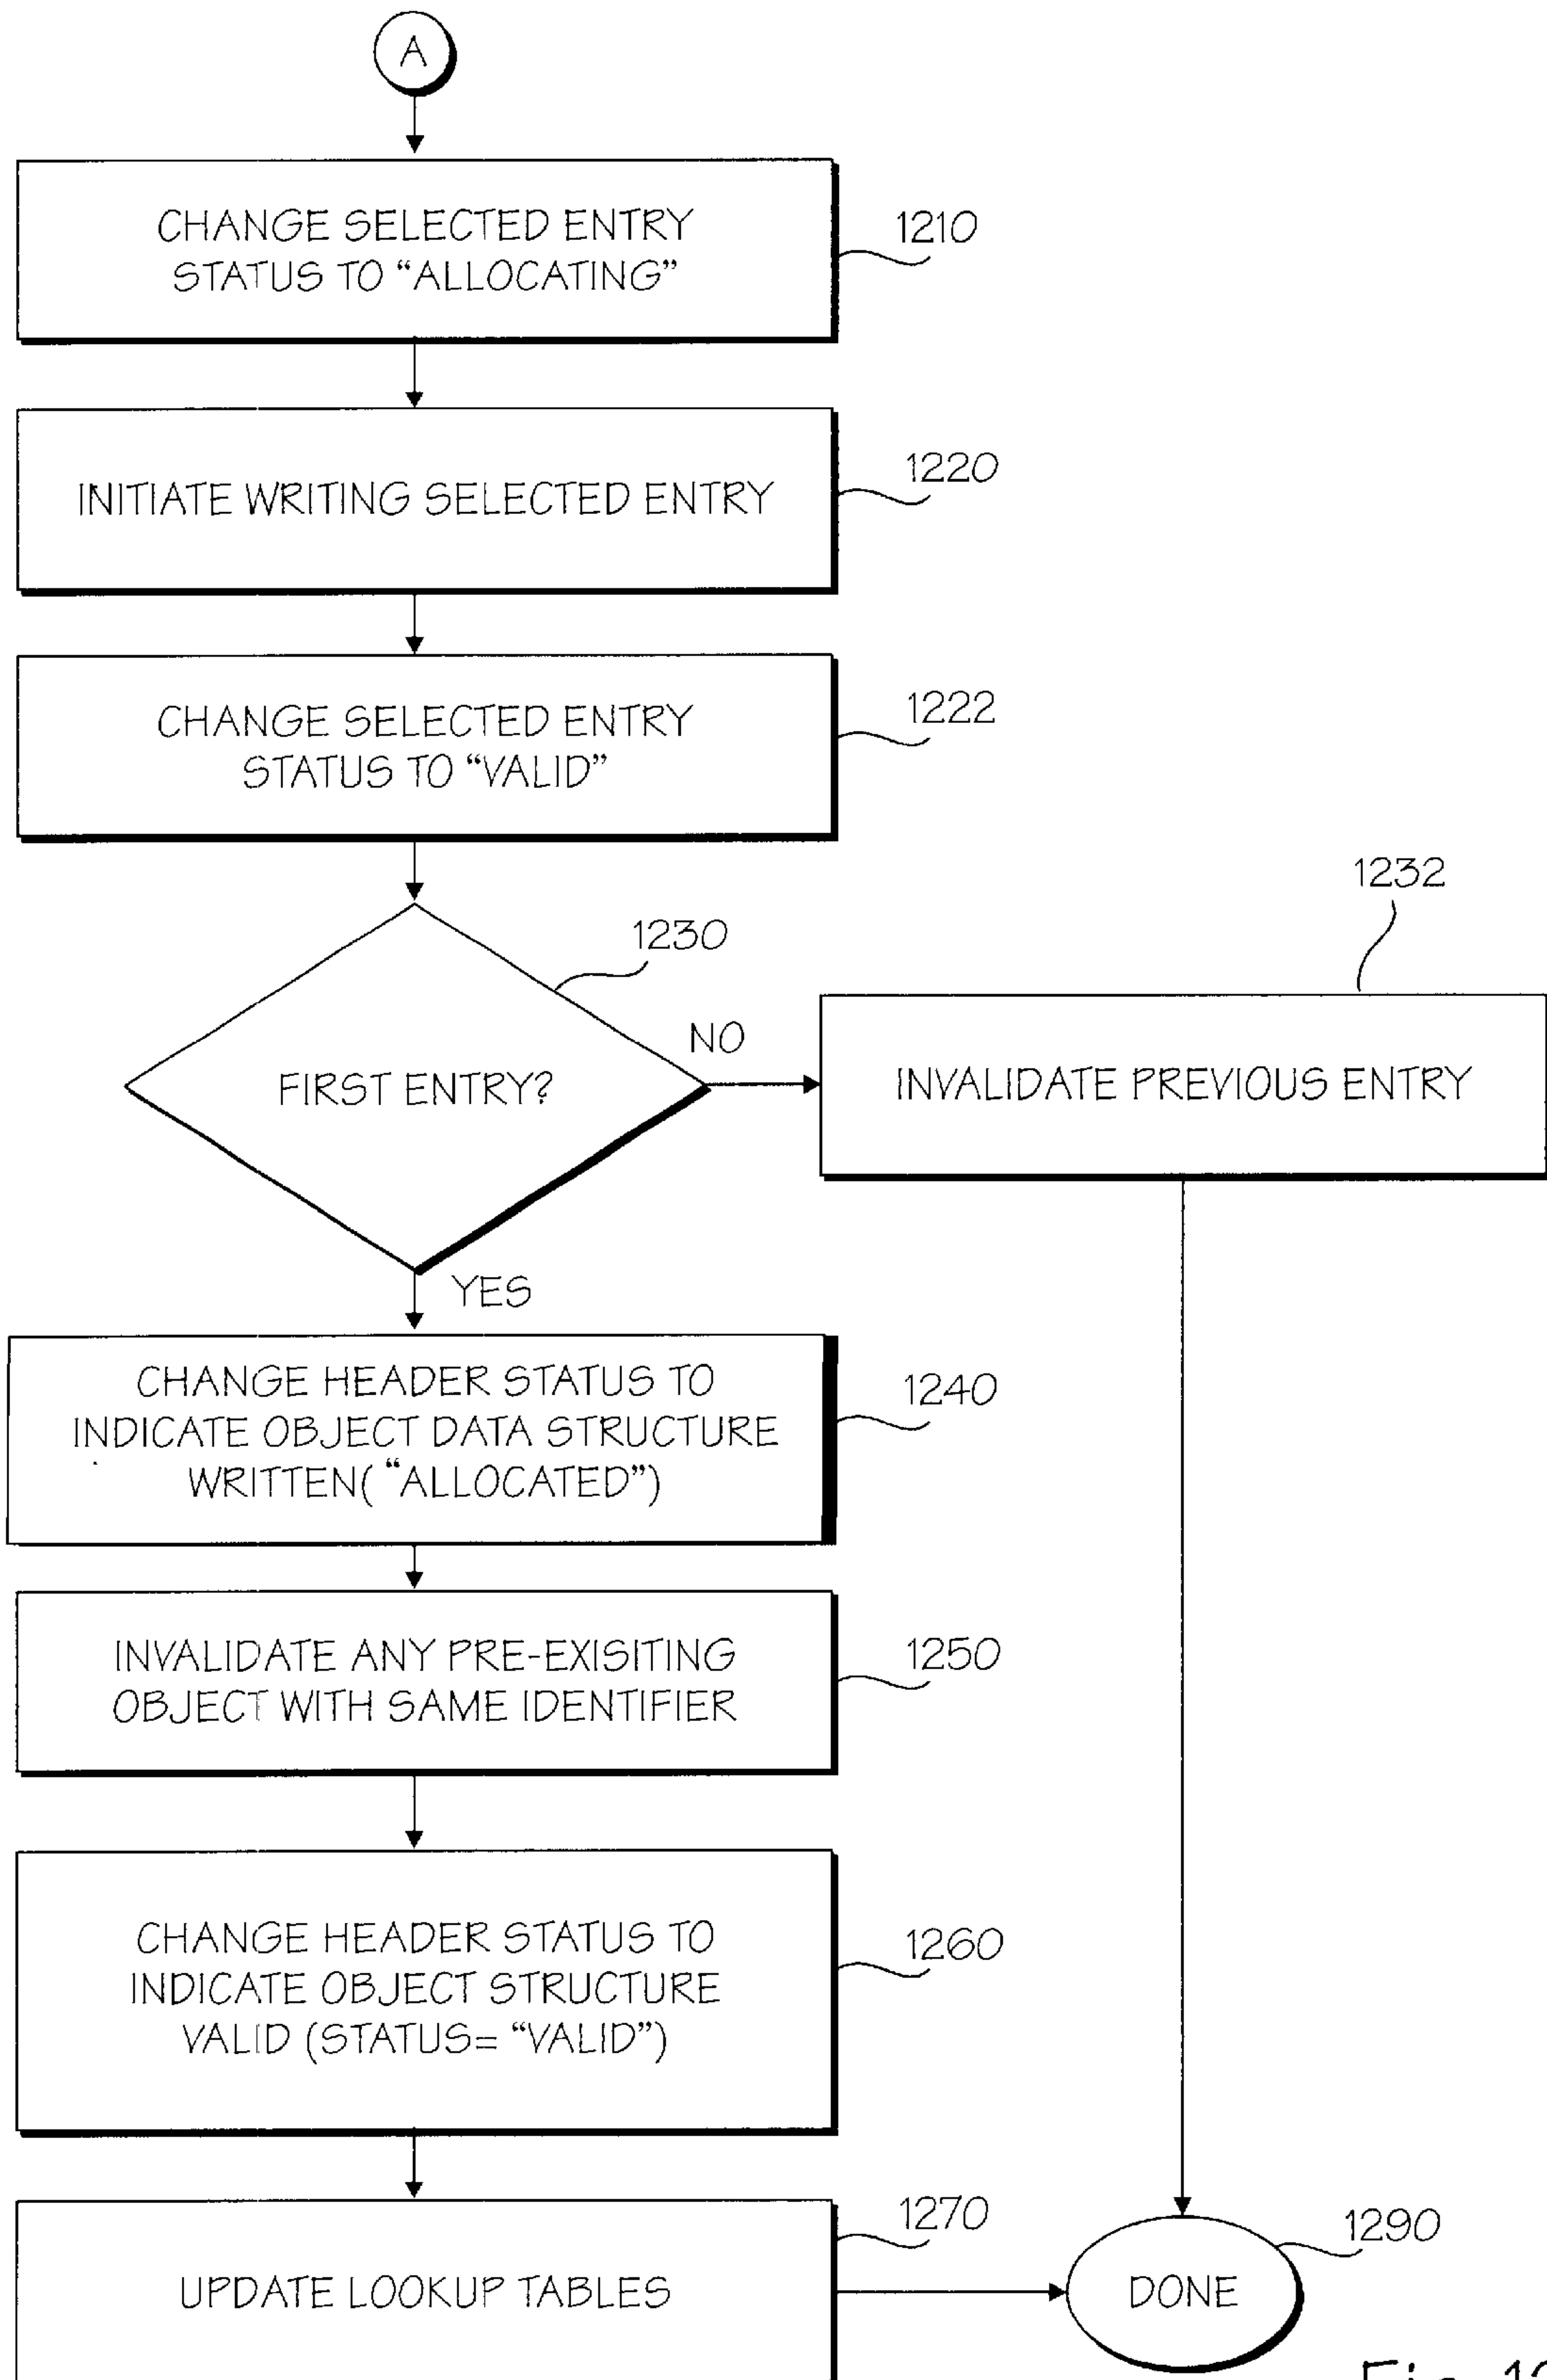 A
CHANGE SELECTED ENTRY
STATUS TO “ALLOCATING”
1210
INITIATE WRITING SELECTED ENTRY
1220
CHANGE SELECTED ENTRY
STATUS TO “VALID”
1222
FIRST ENTRY?
1230
NO
1232
INVALIDATE PREVIOUS ENTRY
YES
CHANGE HEADER STATUS TO
INDICATE OBJECT DATA STRUCTURE
WRITTEN( “ALLOCATED”)
1240
INVALIDATE ANY PRE-EXISITING
OBJECT WITH SAME IDENTIFIER
1250
CHANGE HEADER STATUS TO
INDICATE OBJECT STRUCTURE
VALID (STATUS= “VALID”)
1260
UPDATE LOOKUP TABLES
1270
DONE
1290